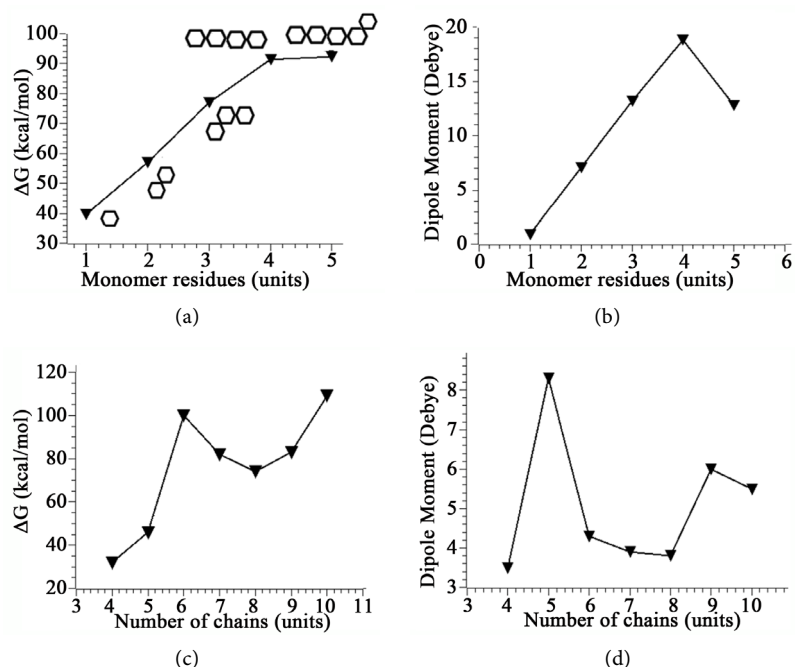 100
90
80
70
60
50
40
30
ΔG (kcal/mol)
1 2 3 4 5
Monomer residues (units)
(a)
20
15
10
5
0
Dipole Moment (Debye)
0 1 2 3 4 5 6
Monomer residues (units)
(b)
120
100
80
60
40
20
ΔG (kcal/mol)
3 4 5 6 7 8 9 10 11
Number of chains (units)
(c)
8
7
6
5
4
3
Dipole Moment (Debye)
3 4 5 6 7 8 9 10
Number of chains (units)
(d)